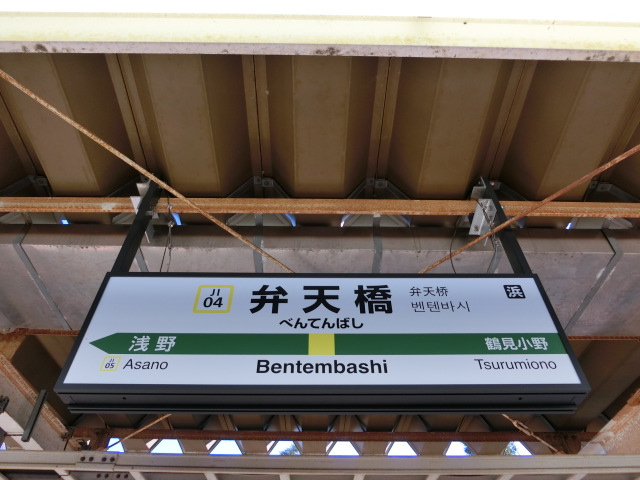 JI
04
弁天橋
弁天桥
벤텐바시
浜
べんてんばし
浅野
鶴見小野
JI
05
Asano
Bentembashi
Tsurumiono